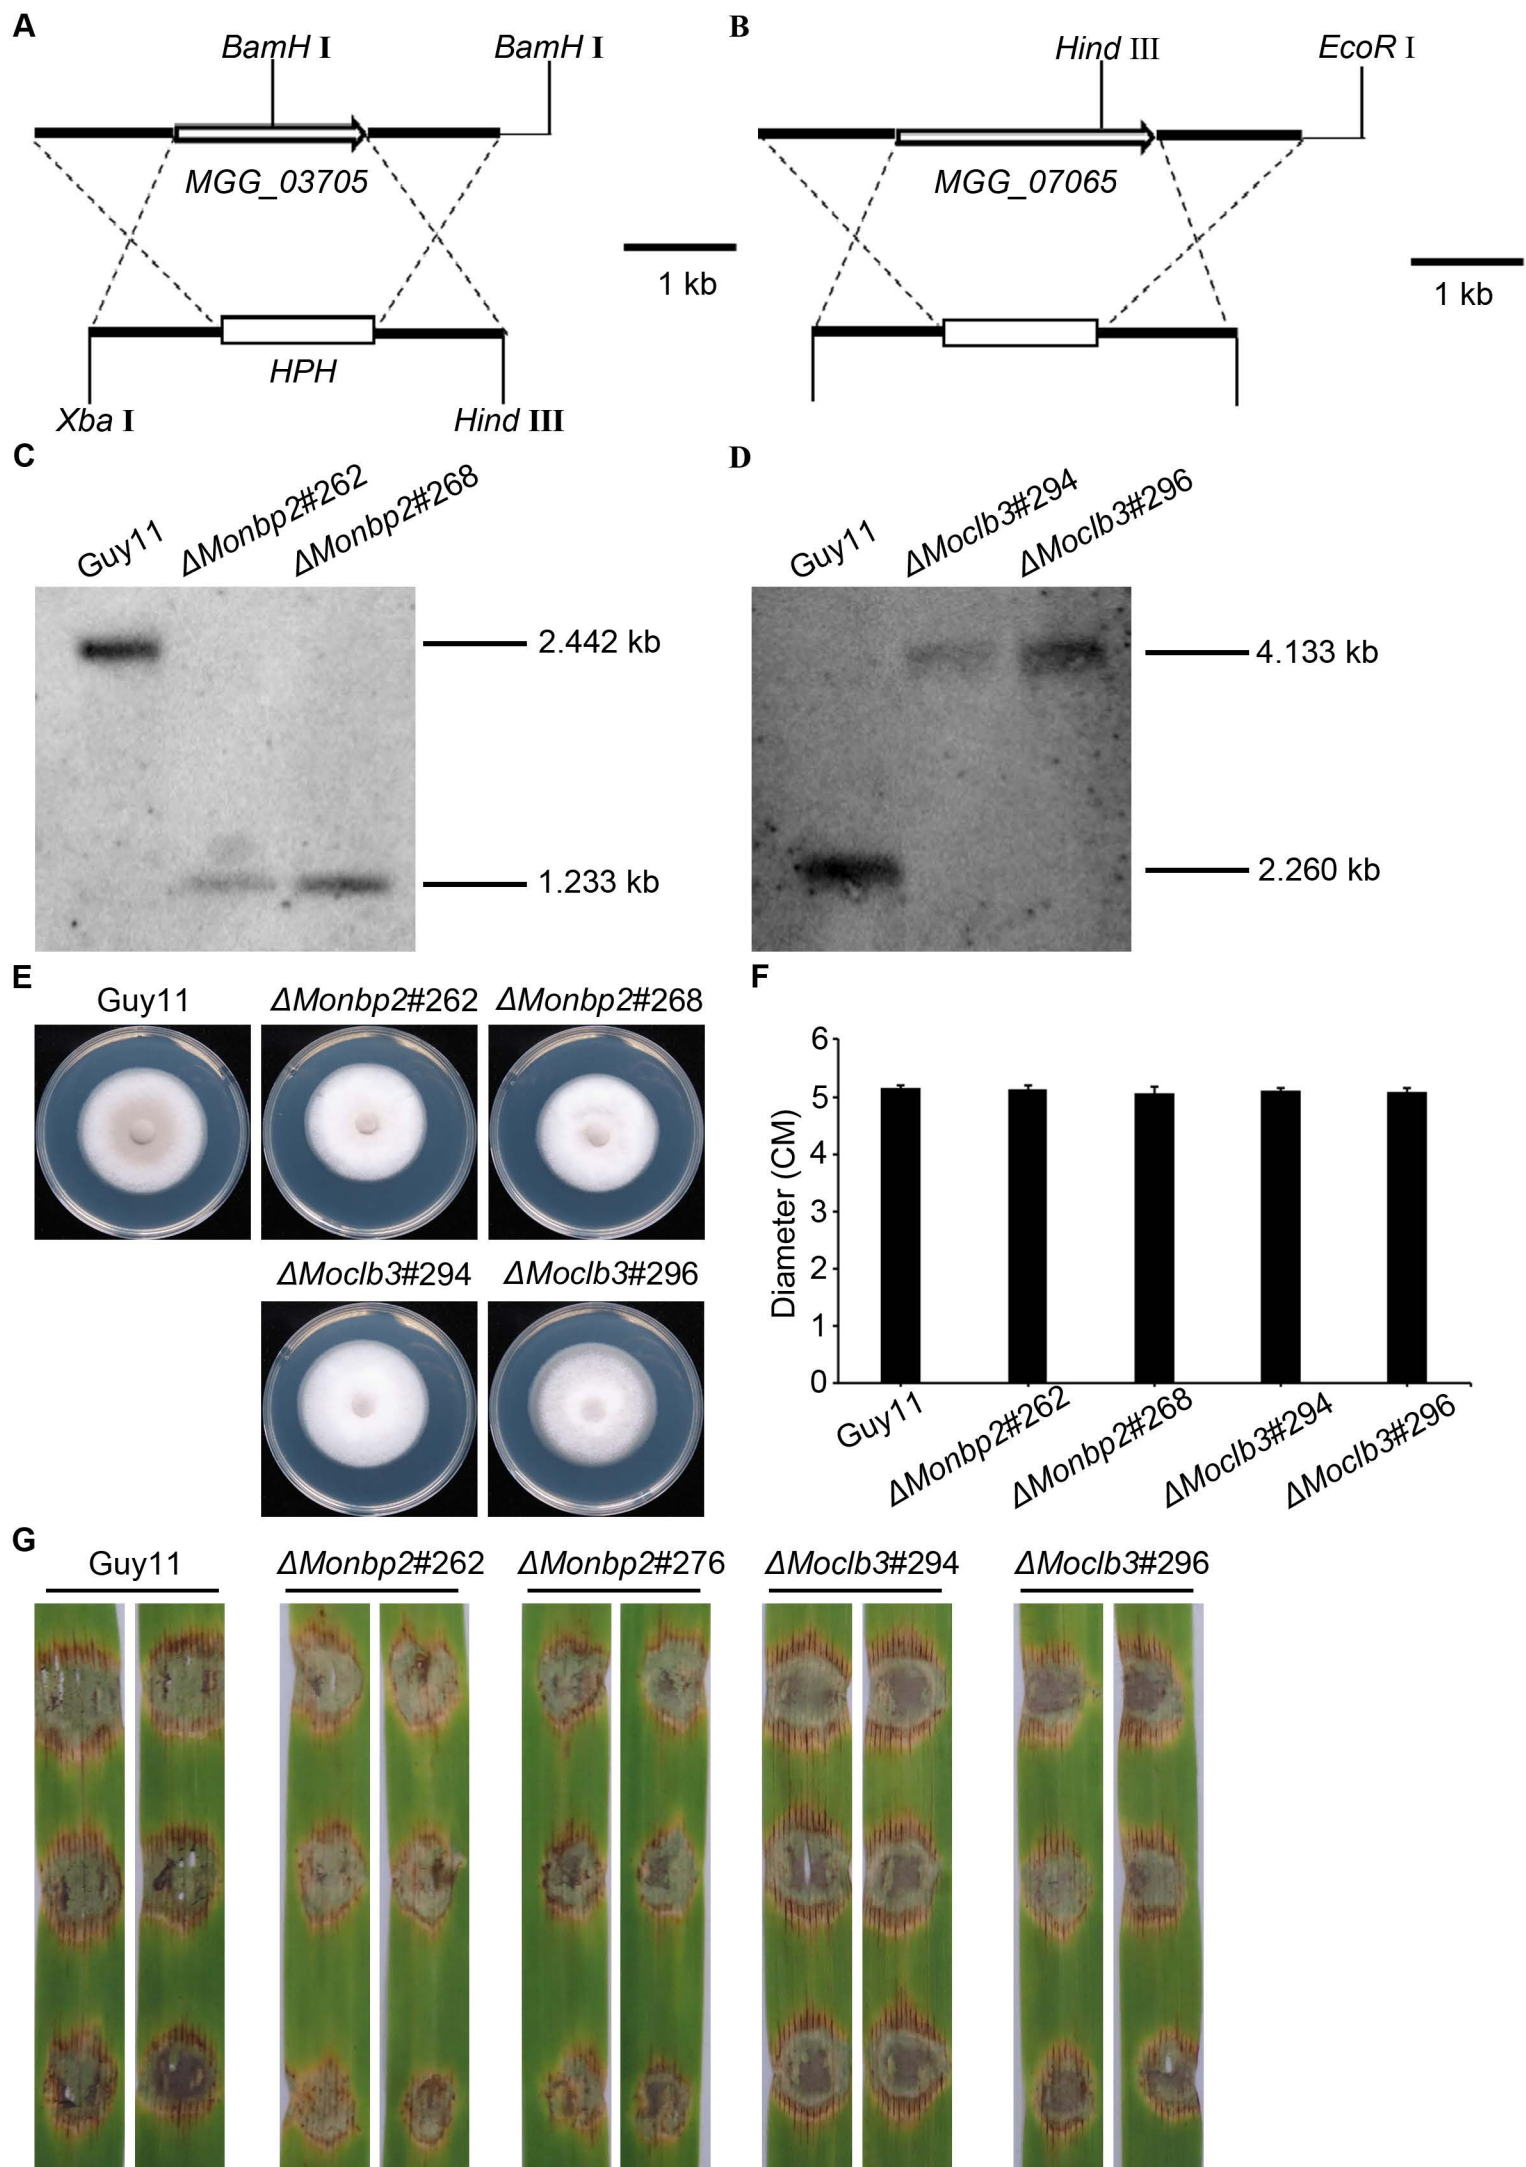 A
BamH I
BamH I
MGG_03705
1 kb
HPH
Xba I
Hind III
B
Hind III
EcoR I
MGG_07065
1 kb
C
Guy11
ΔMonbp2#262
ΔMonbp2#268
2.442 kb
1.233 kb
D
Guy11
ΔMoclb3#294
ΔMoclb3#296
4.133 kb
2.260 kb
E
Guy11
ΔMonbp2#262
ΔMonbp2#268
ΔMoclb3#294
ΔMoclb3#296
F
Diameter (CM)
6
5
4
3
2
1
0
Guy11
ΔMonbp2#262
ΔMonbp2#268
ΔMoclb3#294
ΔMoclb3#296
G
Guy11
ΔMonbp2#262
ΔMonbp2#276
ΔMoclb3#294
ΔMoclb3#296